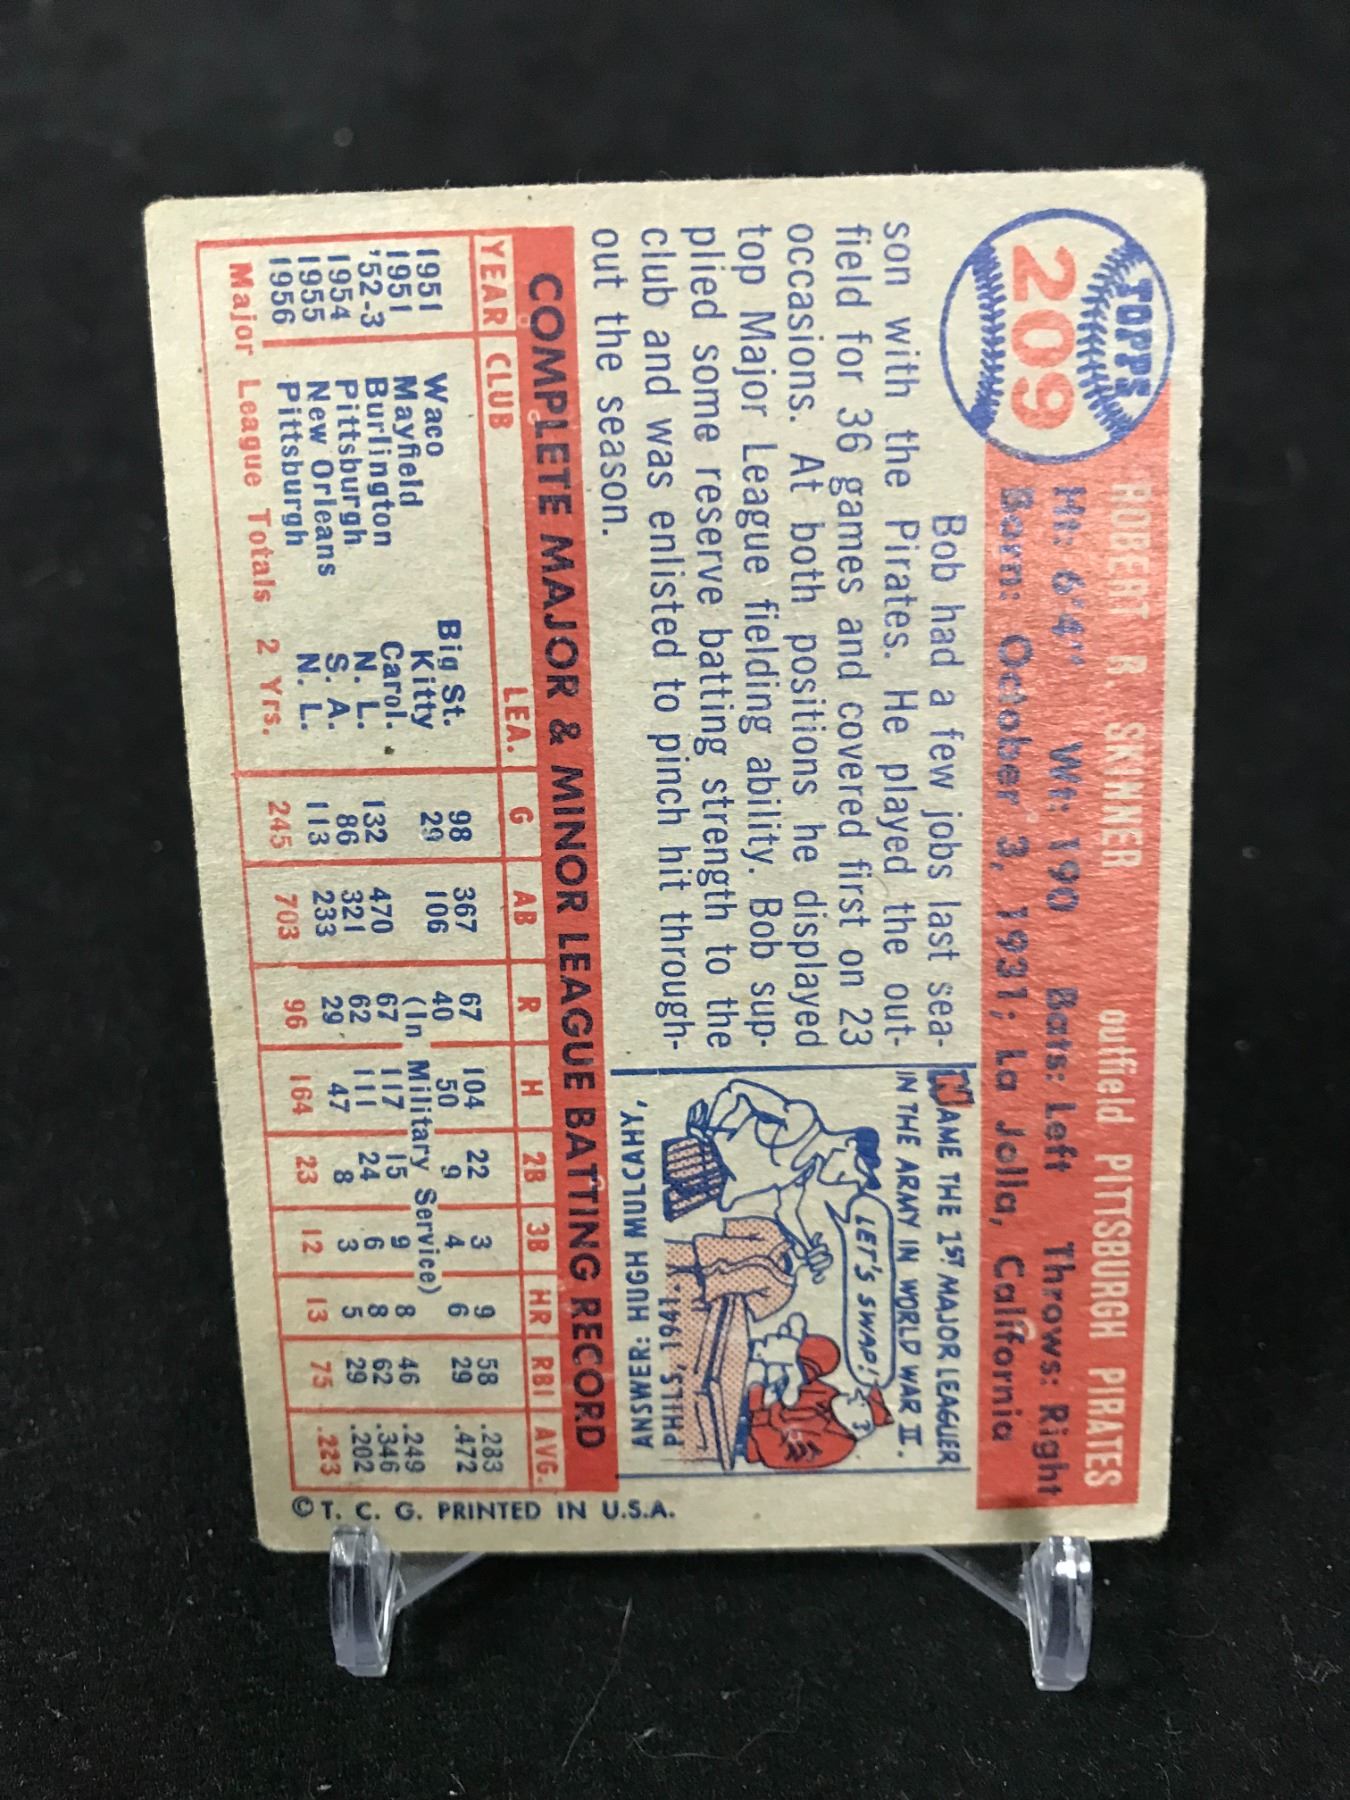 TOPPS
209
ROBERT R. SKINNER outfield PITTSBURGH PIRATES
Ht: 6'4" Wt: 190 Bats: Left Throws: Right
Born: October 3, 1931; La Jolla, California
Bob had a few jobs last sea-
son with the Pirates. He played the out-
field for 36 games and covered first on 23
occasions. At both positions he displayed
top Major League fielding ability. Bob sup-
plied some reserve batting strength to the
club and was enlisted to pinch hit through-
out the season.
NAME THE 1ST MAJOR LEAGUER
IN THE ARMY IN WORLD WAR II.
LET'S SWAP!
?
ANSWER: HUGH MULCAHY,
PHILS, 1941.
COMPLETE MAJOR & MINOR LEAGUE BATTING RECORD
YEAR CLUB LEA. G AB R H 2B 3B HR RBI AVG.
1951 Waco Big St. 98 367 67 104 22 3 9 58 .283
1951 Mayfield Kitty 29 106 40 50 9 4 6 29 .472
'52-3 Burlington Carol. (In Military Service)
1954 Pittsburgh N. L. 132 470 67 117 15 9 8 46 .249
1955 New Orleans S. A. 86 321 62 111 24 6 8 62 .346
1956 Pittsburgh N. L. 113 233 29 47 8 3 5 29 .202
Major League Totals 2 Yrs. 245 703 96 164 23 12 13 75 .233
© T. C. G. PRINTED IN U.S.A.